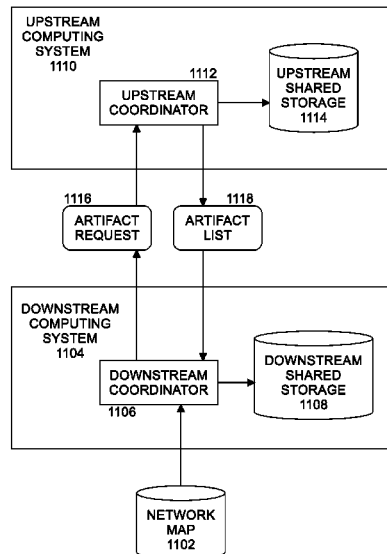 UPSTREAM
COMPUTING
SYSTEM
1110
1112
UPSTREAM
COORDINATOR
UPSTREAM
SHARED
STORAGE
1114
1116
ARTIFACT
REQUEST
1118
ARTIFACT
LIST
DOWNSTREAM
COMPUTING
SYSTEM
1104
DOWNSTREAM
COORDINATOR
1106
DOWNSTREAM
SHARED
STORAGE
1108
NETWORK
MAP
1102